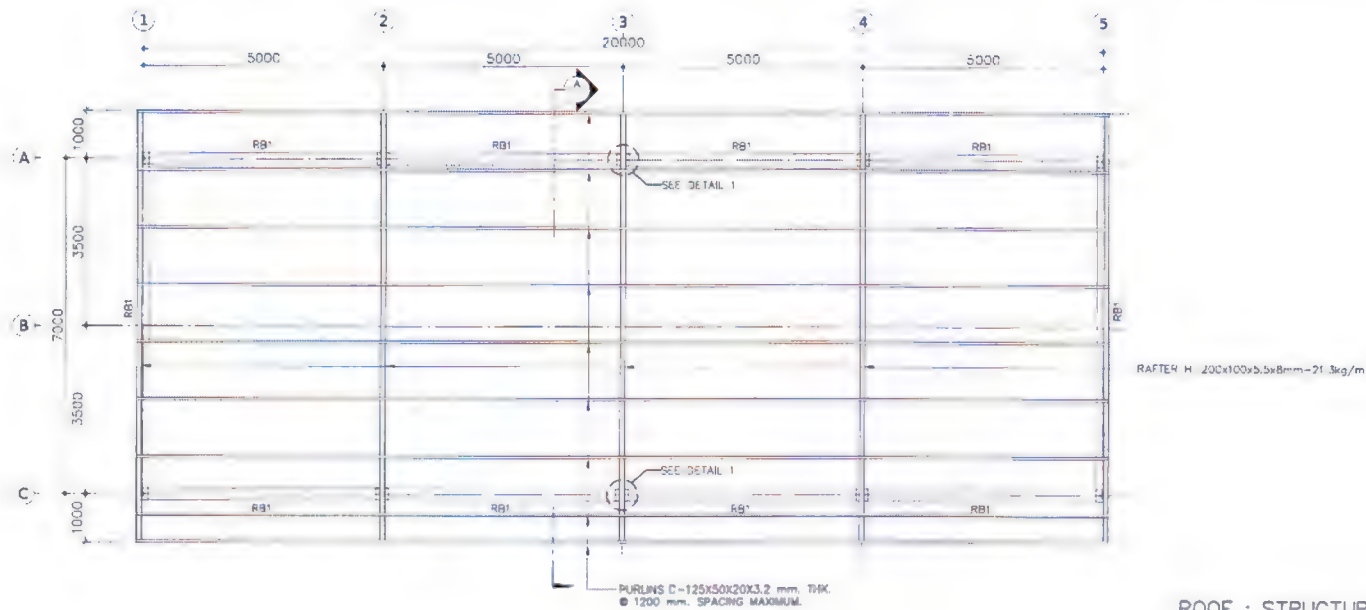 1 2 3 4 5
20000
5000 5000 5000 5000
A
1000
A
RB1 RB1 RB1 RB1
SEE DETAIL 1
3500
RB1
B
7000
RB1
RAFTER H 200x100x5.5x8mm-21.3kg/m
3500
SEE DETAIL 1
C
RB1 RB1 RB1 RB1
1000
PURLINS C-125X50X20X3.2 mm. THK.
@ 1200 mm. SPACING MAXIMUM.
ROOF : STRUCTUR